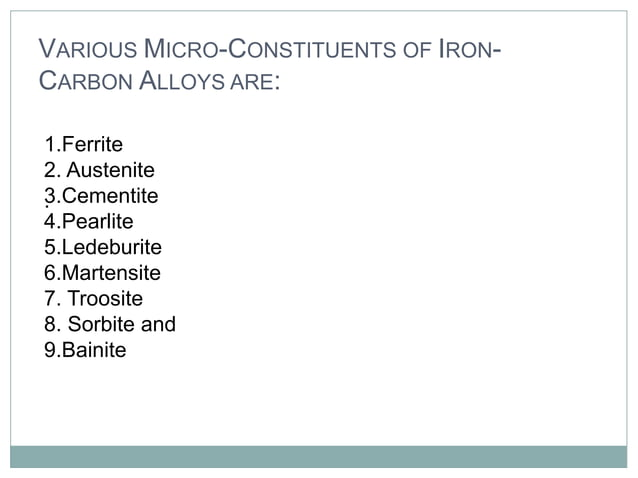 VARIOUS MICRO-CONSTITUENTS OF IRON-
CARBON ALLOYS ARE:
1.Ferrite
2. Austenite
3.Cementite
.
4.Pearlite
5.Ledeburite
6.Martensite
7. Troosite
8. Sorbite and
9.Bainite